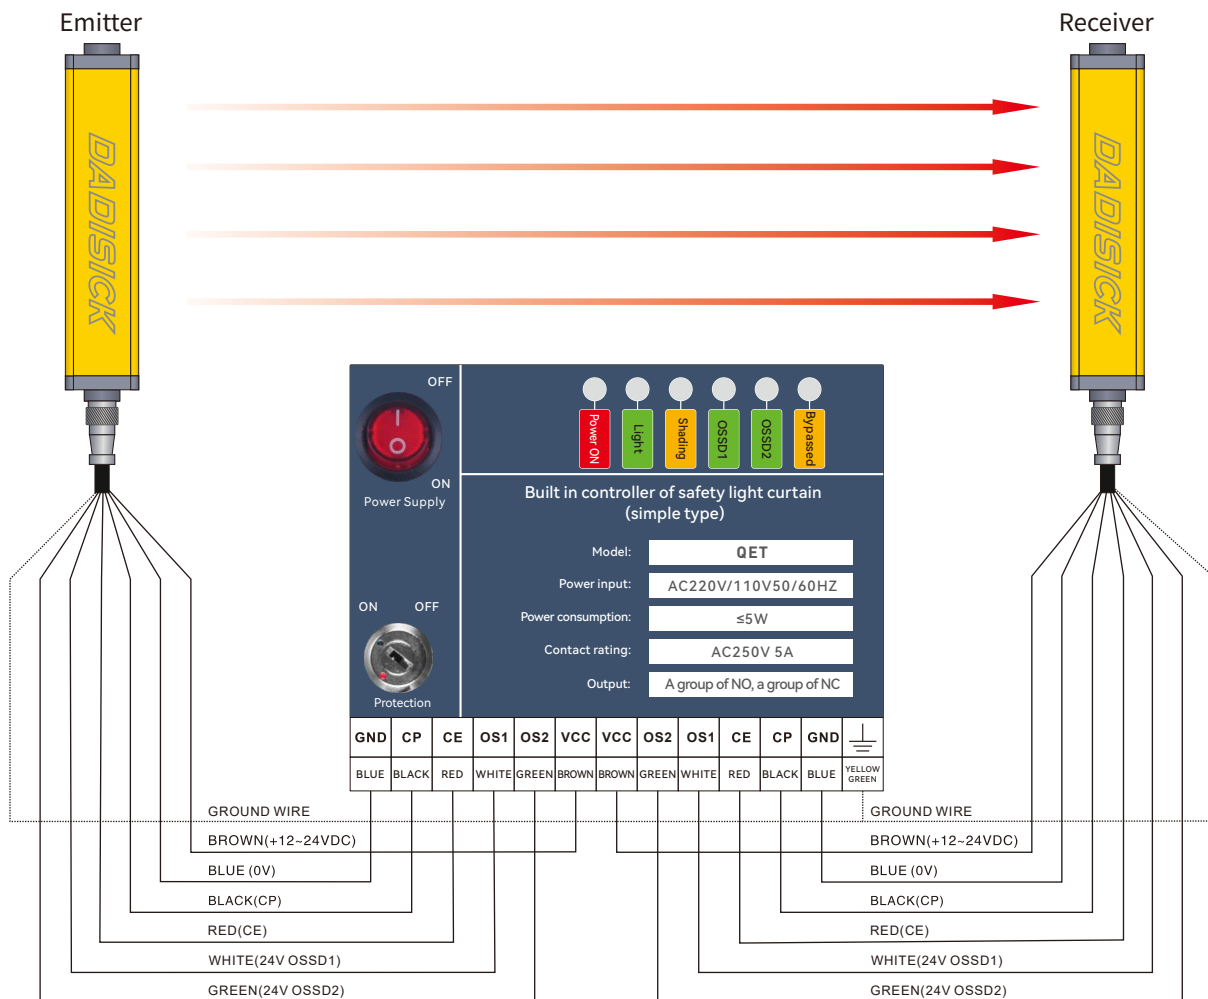 Emitter
Receiver
DADISICK
DADISICK
OFF
ON
Power Supply
ON OFF
Protection
Power ON
Light
Shading
OSSD1
OSSD2
Bypassed
Built in controller of safety light curtain
(simple type)
Model: QET
Power input: AC220V/110V50/60HZ
Power consumption: ≤5W
Contact rating: AC250V 5A
Output: A group of NO, a group of NC
GND CP CE OS1 OS2 VCC VCC OS2 OS1 CE CP GND
BLUE BLACK RED WHITE GREEN BROWN BROWN GREEN WHITE RED BLACK BLUE YELLOW
GREEN
GROUND WIRE GROUND WIRE
BROWN(+12~24VDC) BROWN(+12~24VDC)
BLUE (0V) BLUE (0V)
BLACK(CP) BLACK(CP)
RED(CE) RED(CE)
WHITE(24V OSSD1) WHITE(24V OSSD1)
GREEN(24V OSSD2) GREEN(24V OSSD2)